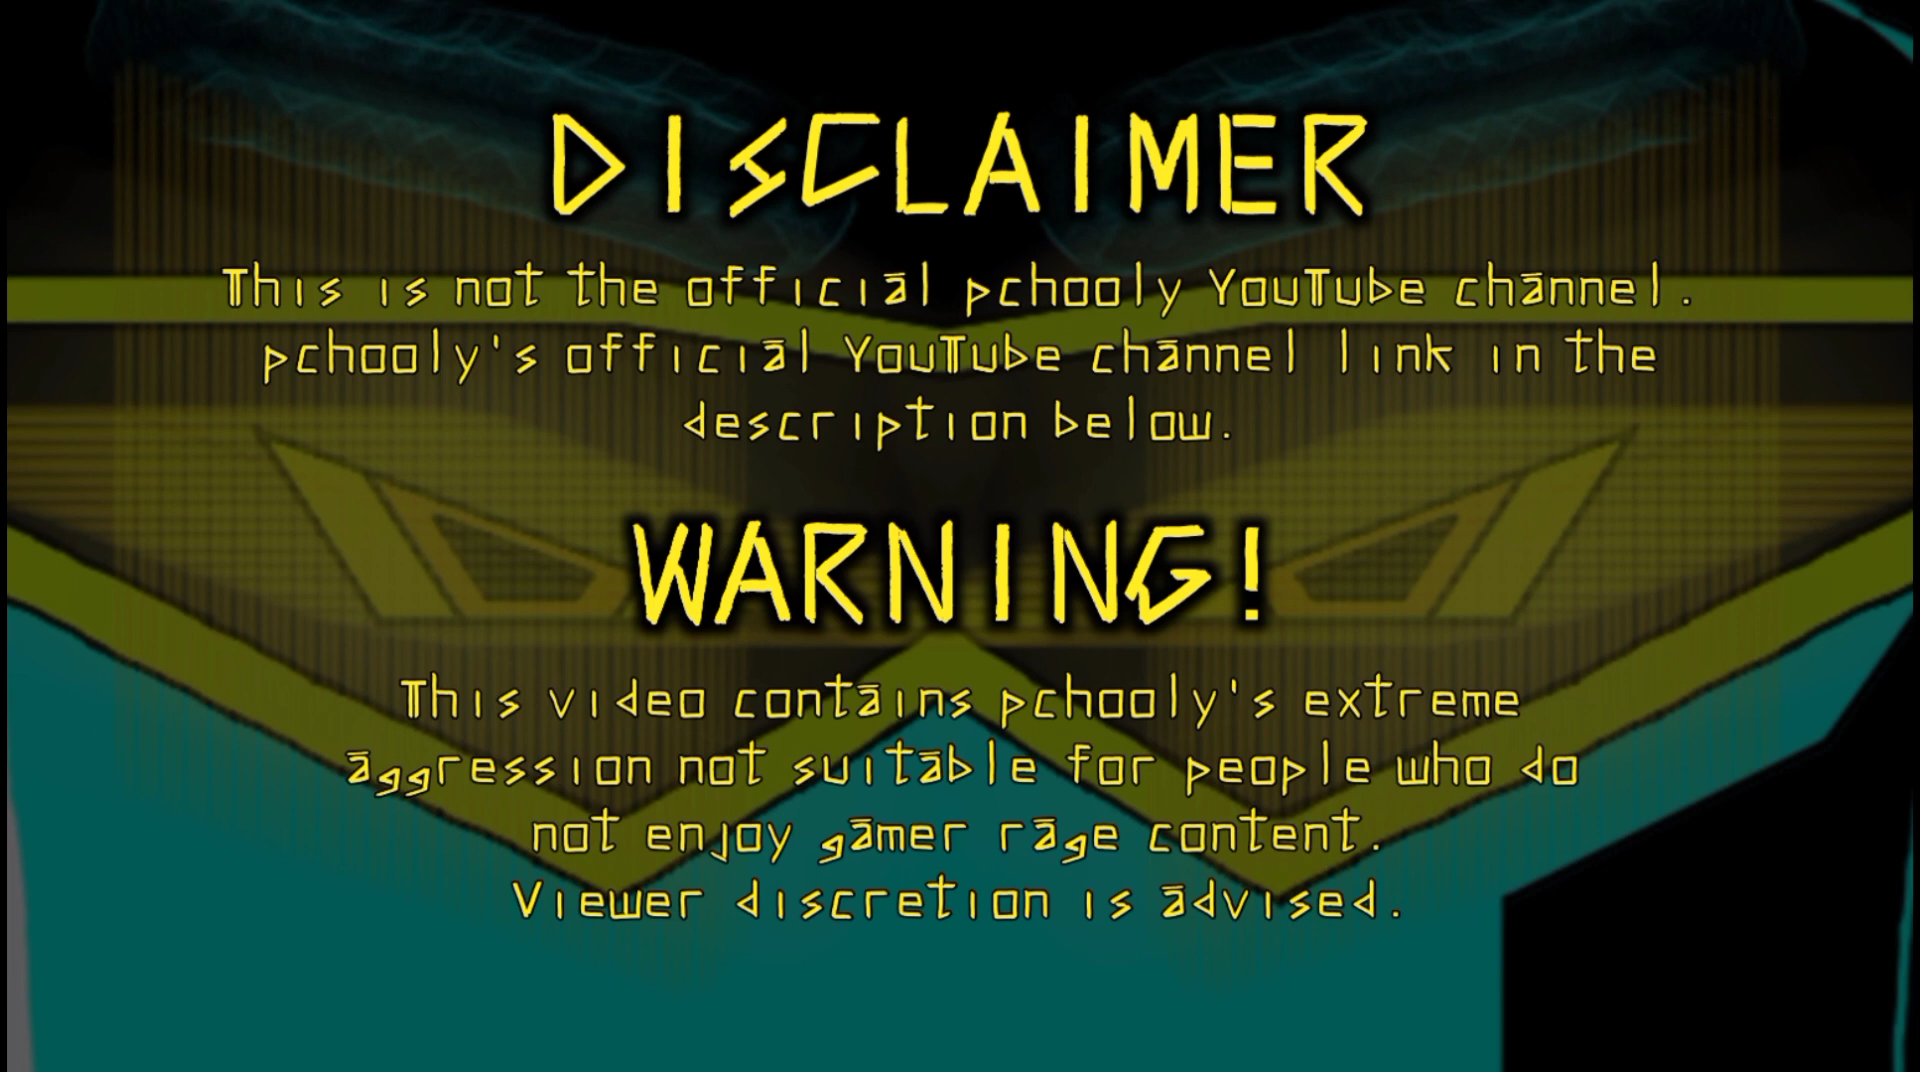 DISCLAIMER
This is not the official pchooly YouTube channel.
pchooly's official YouTube channel link in the
description below.
WARNING!
This video contains pchooly's extreme
aggression not suitable for people who do
not enjoy gamer rage content.
Viewer discretion is advised.